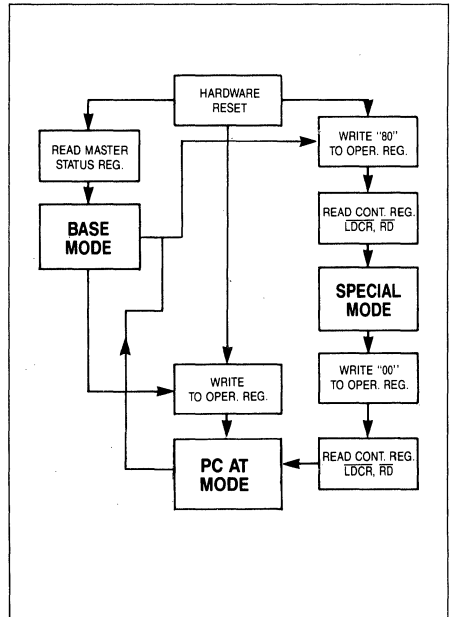 HARDWARE
RESET
READ MASTER
STATUS REG.
WRITE "80"
TO OPER. REG.
BASE
MODE
READ CONT. REG.
LDCR, RD
SPECIAL
MODE
WRITE
TO OPER. REG.
WRITE "00"
TO OPER. REG.
PC AT
MODE
READ CONT. REG.
LDCR, RD